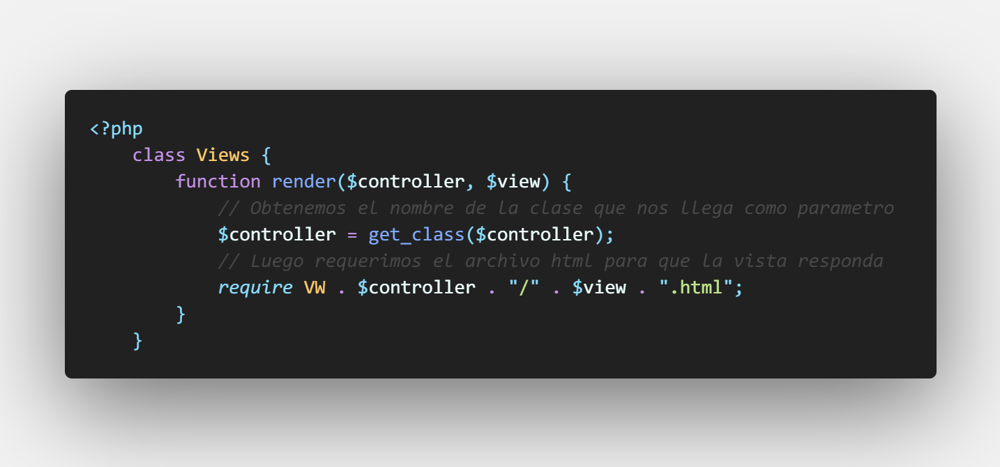 <?php
    class Views {
        function render($controller, $view) {
            // Obtenemos el nombre de la clase que nos llega como parametro
            $controller = get_class($controller);
            // Luego requerimos el archivo html para que la vista responda
            require VW . $controller . "/" . $view . ".html";
        }
    }